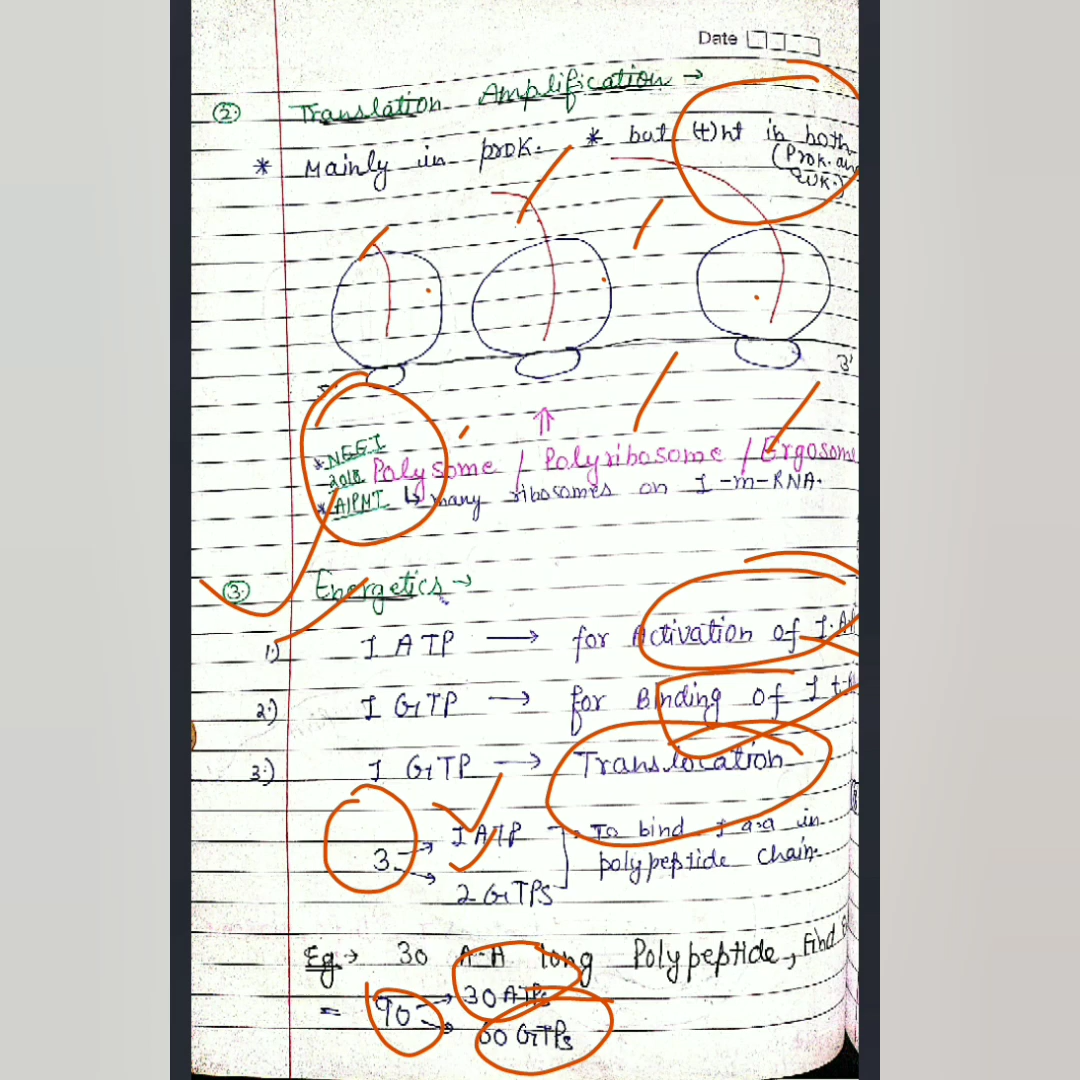 Date
② Translation Amplification →
* Mainly in prok. * but (+)nt in both
(Prok. an
Euk.)
3'
* NEET
2018 Polysome / Polyribosome / Ergosome
* AIPMT ↳ many ribosomes on 1-m-RNA.
③ Energetics →
1.) 1 ATP → for Activation of 1 A
2.) 1 GTP → for Binding of 1 t-
3.) 1 GTP → Translocation
3 → 1 ATP To bind 1 a.a in
→ 2 GTPs polypeptide chain
Eg → 30 A-A long Polypeptide, Find
= 90 → 30 ATPs
→ 60 GTPs